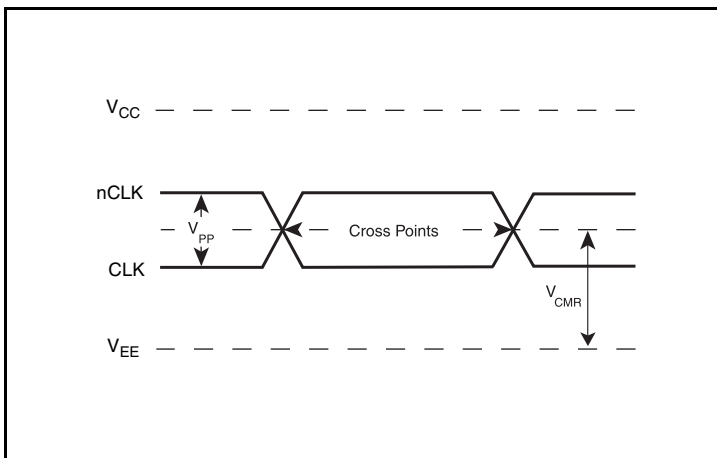 VCC
nCLK
VPP
Cross Points
CLK
VCMR
VEE